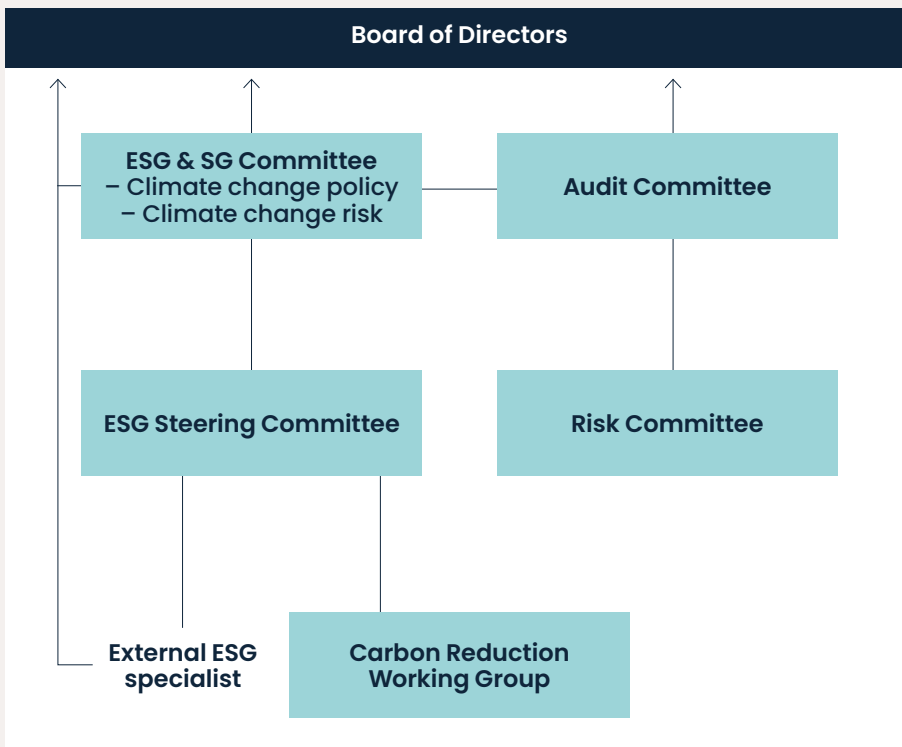 Board of Directors
ESG & SG Committee
– Climate change policy
– Climate change risk
Audit Committee
ESG Steering Committee
Risk Committee
External ESG
specialist
Carbon Reduction
Working Group